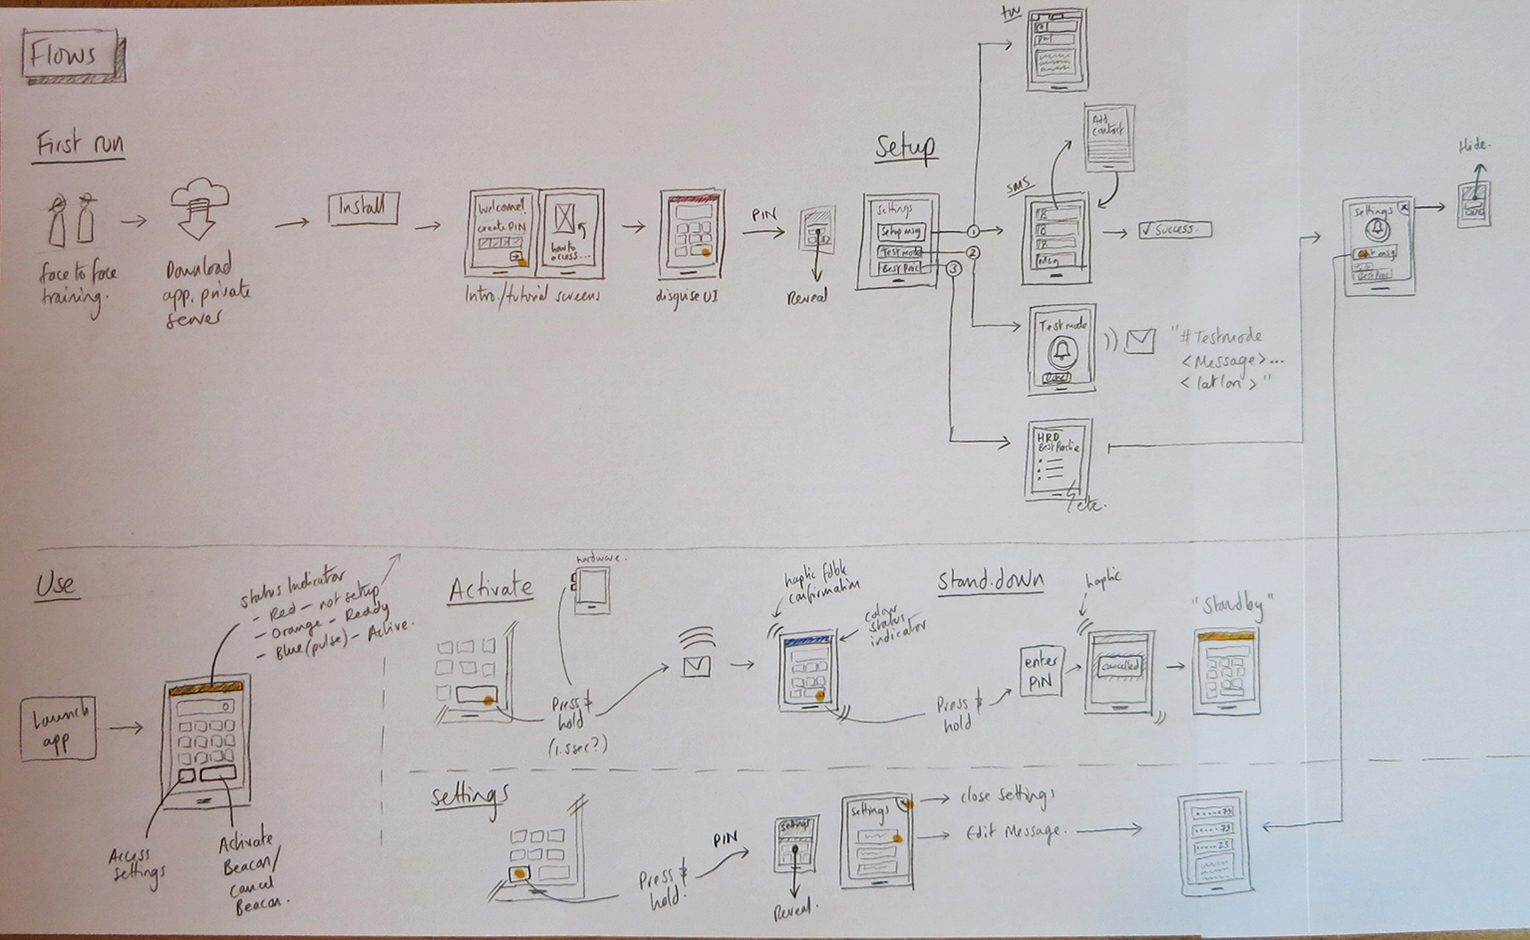 Flows
First run
face to face
training.
Download
app. private
server
Install
Welcome!
create PIN
how to
access...
Intro./tutorial screens
disguise UI
PIN
Reveal
Setup
Settings
Setup msg
Test mode
Best Prac
1
2
3
tw
SMS
Add
contact
Msg
✓ Success.
Test mode
"#Testmode
<Message>...
<lat lon>"
HRD
Best Practice
etc.
Settings
x
Best Prac
Hide.
Use
Status Indicator
- Red - not setup
- Orange - Ready
- Blue (pulse) - Active.
Launch
app
Access
settings
Activate
Beacon/
Cancel
Beacon.
Activate
hardware.
Press &
hold
(1.5sec?)
haptic fdbk
confirmation
colour
status
indicator
Stand.down
Press &
hold
enter
PIN
haptic
cancelled
"Standby"
Settings
Press &
hold.
PIN
Settings
Reveal.
Settings
x
close settings
Edit Message.